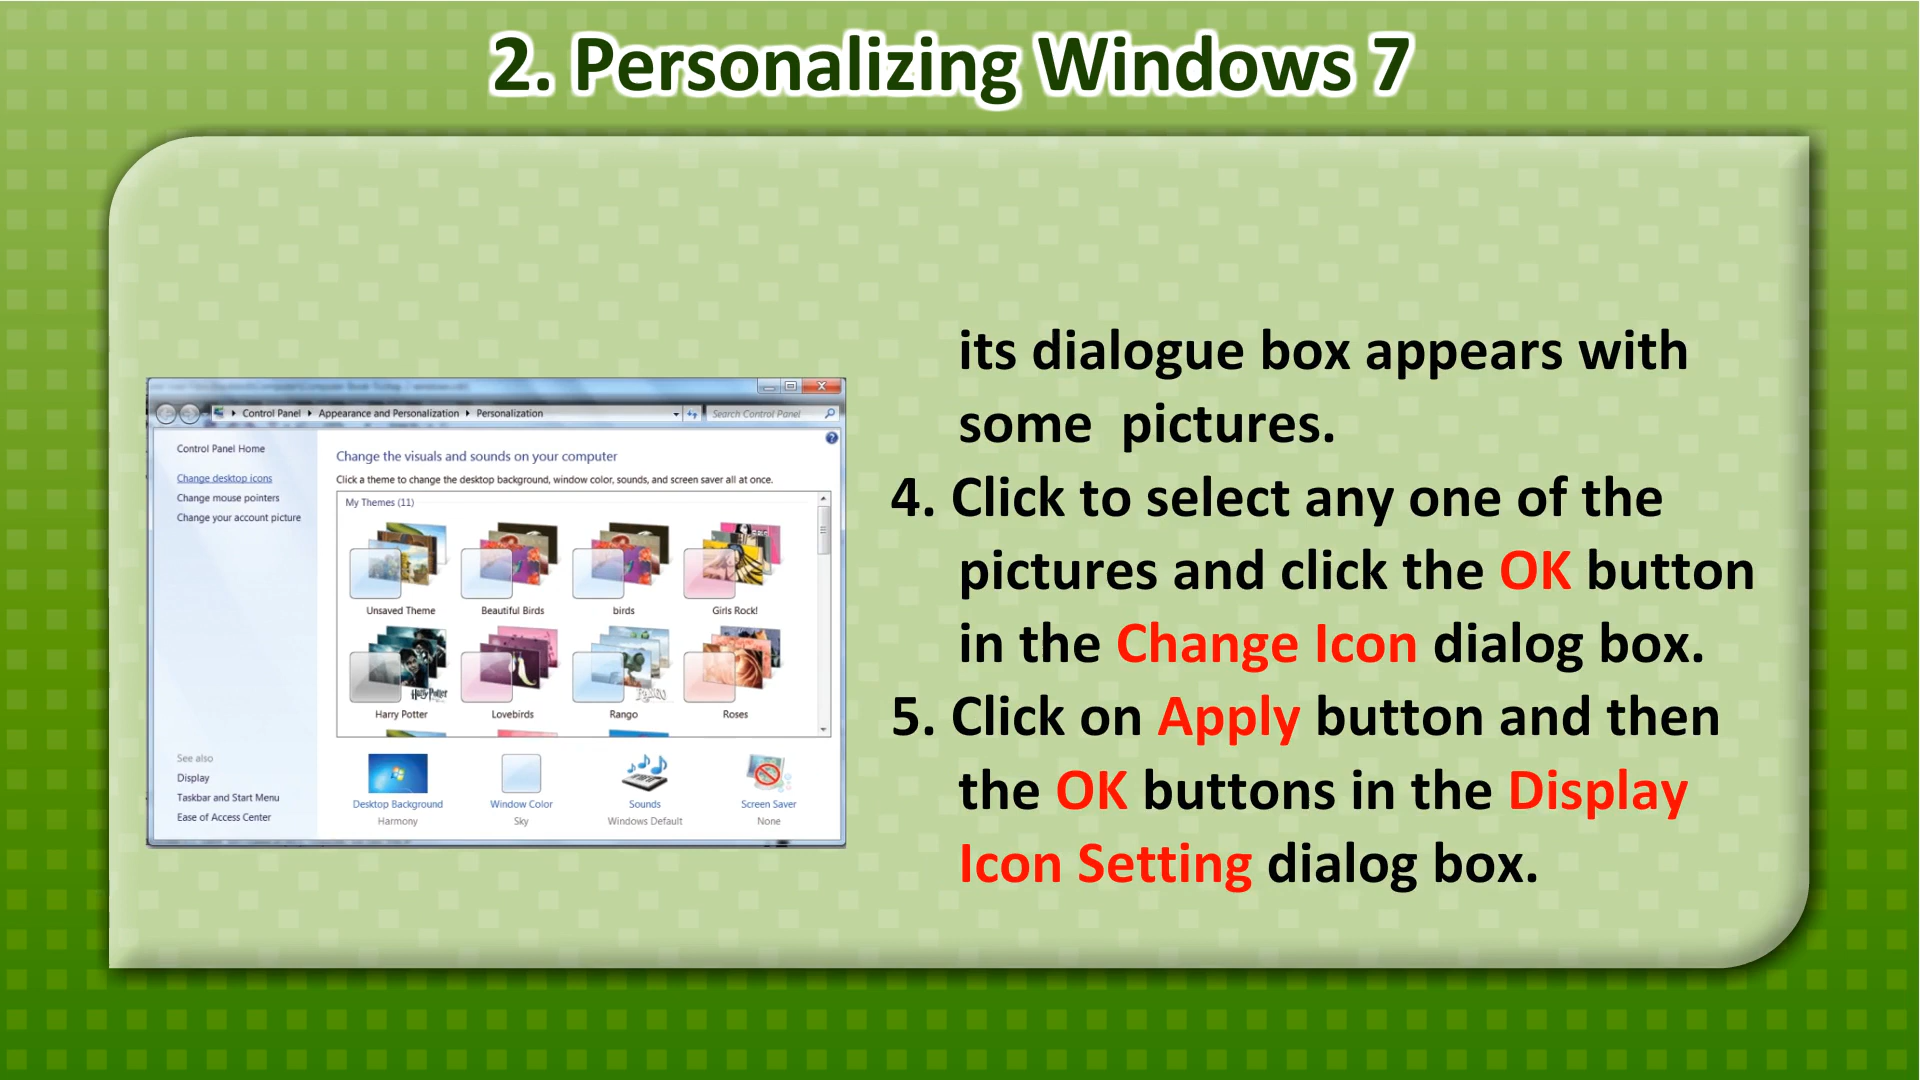 2. Personalizing Windows 7
Control Panel ▸ Appearance and Personalization ▸ Personalization
Search Control Panel
Control Panel Home
Change desktop icons
Change mouse pointers
Change your account picture
See also
Display
Taskbar and Start Menu
Ease of Access Center
Change the visuals and sounds on your computer
Click a theme to change the desktop background, window color, sounds, and screen saver all at once.
My Themes (11)
Unsaved Theme
Beautiful Birds
birds
Girls Rock!
Harry Potter
Harry Potter
Lovebirds
Rango
Roses
Desktop Background
Harmony
Window Color
Sky
Sounds
Windows Default
Screen Saver
None
its dialogue box appears with
some  pictures.
4. Click to select any one of the
pictures and click the OK button
in the Change Icon dialog box.
5. Click on Apply button and then
the OK buttons in the Display
Icon Setting dialog box.